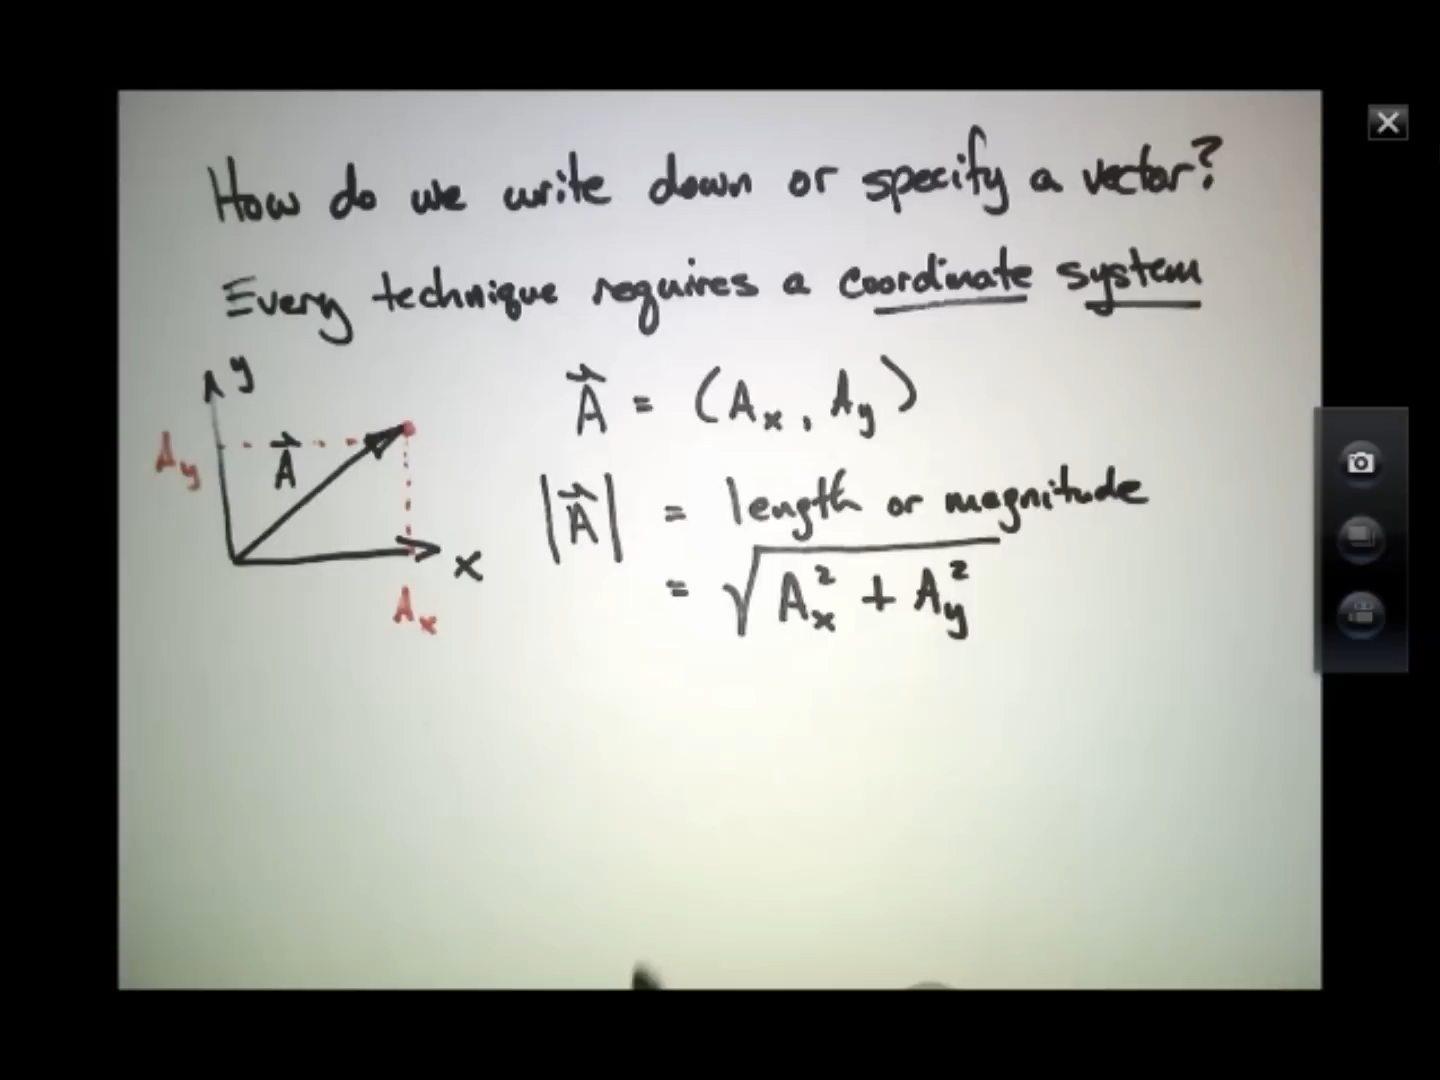 How do we write down or specify a vector?
Every technique requires a coordinate system
y
A⃗ = (Aₓ, A_y)
A_y
A⃗
|A⃗| = length or magnitude
x
= √(Aₓ² + A_y²)
Aₓ